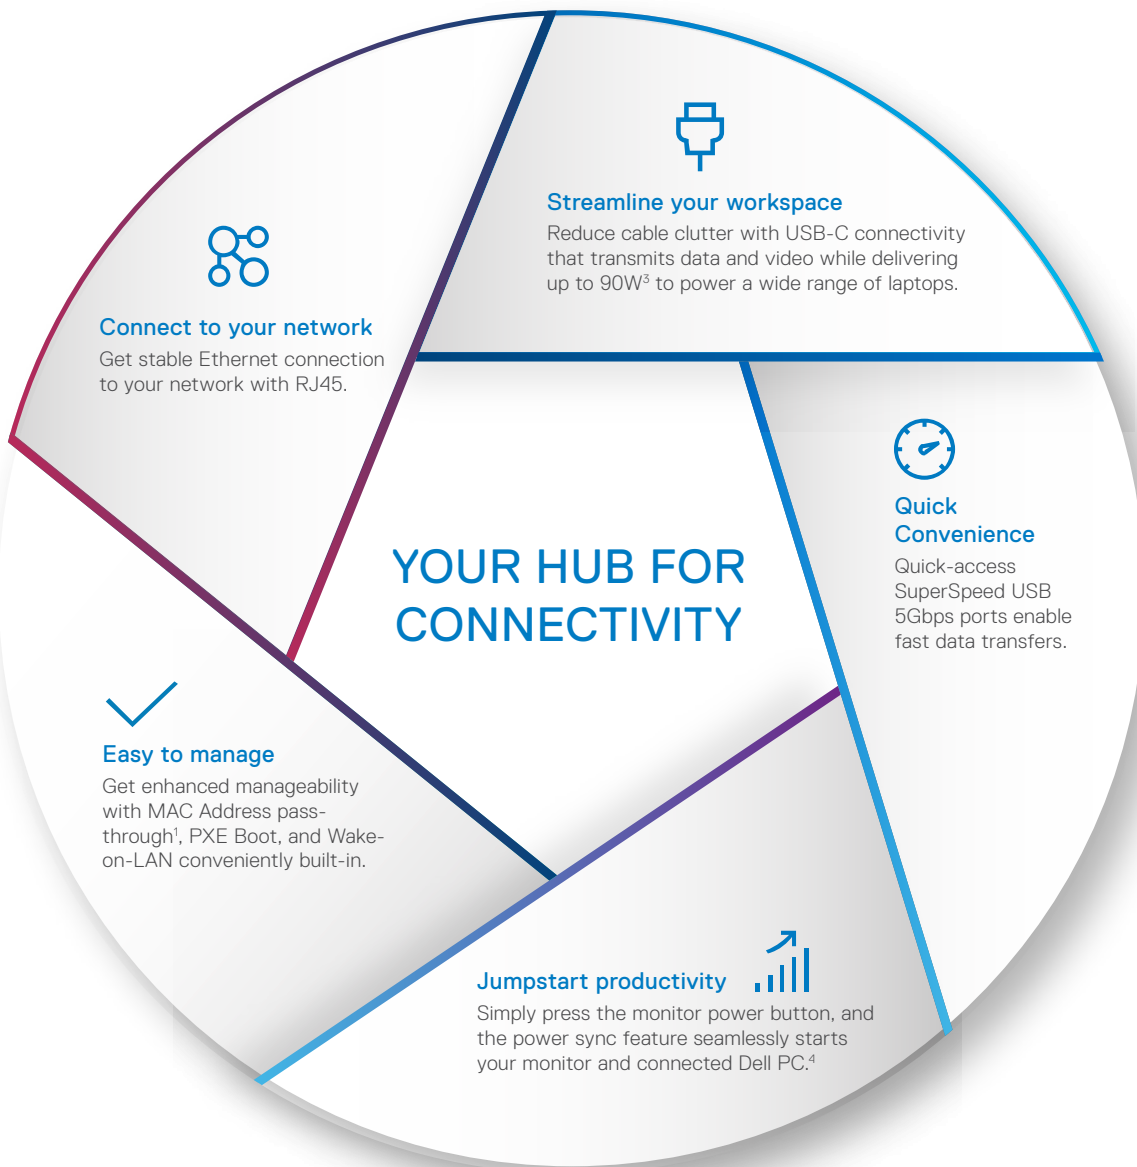 Streamline your workspace
Reduce cable clutter with USB-C connectivity
that transmits data and video while delivering
up to 90W³ to power a wide range of laptops.
Connect to your network
Get stable Ethernet connection
to your network with RJ45.
Quick
Convenience
Quick-access
SuperSpeed USB
5Gbps ports enable
fast data transfers.
YOUR HUB FOR
CONNECTIVITY
Easy to manage
Get enhanced manageability
with MAC Address pass-
through¹, PXE Boot, and Wake-
on-LAN conveniently built-in.
Jumpstart productivity
Simply press the monitor power button, and
the power sync feature seamlessly starts
your monitor and connected Dell PC.⁴